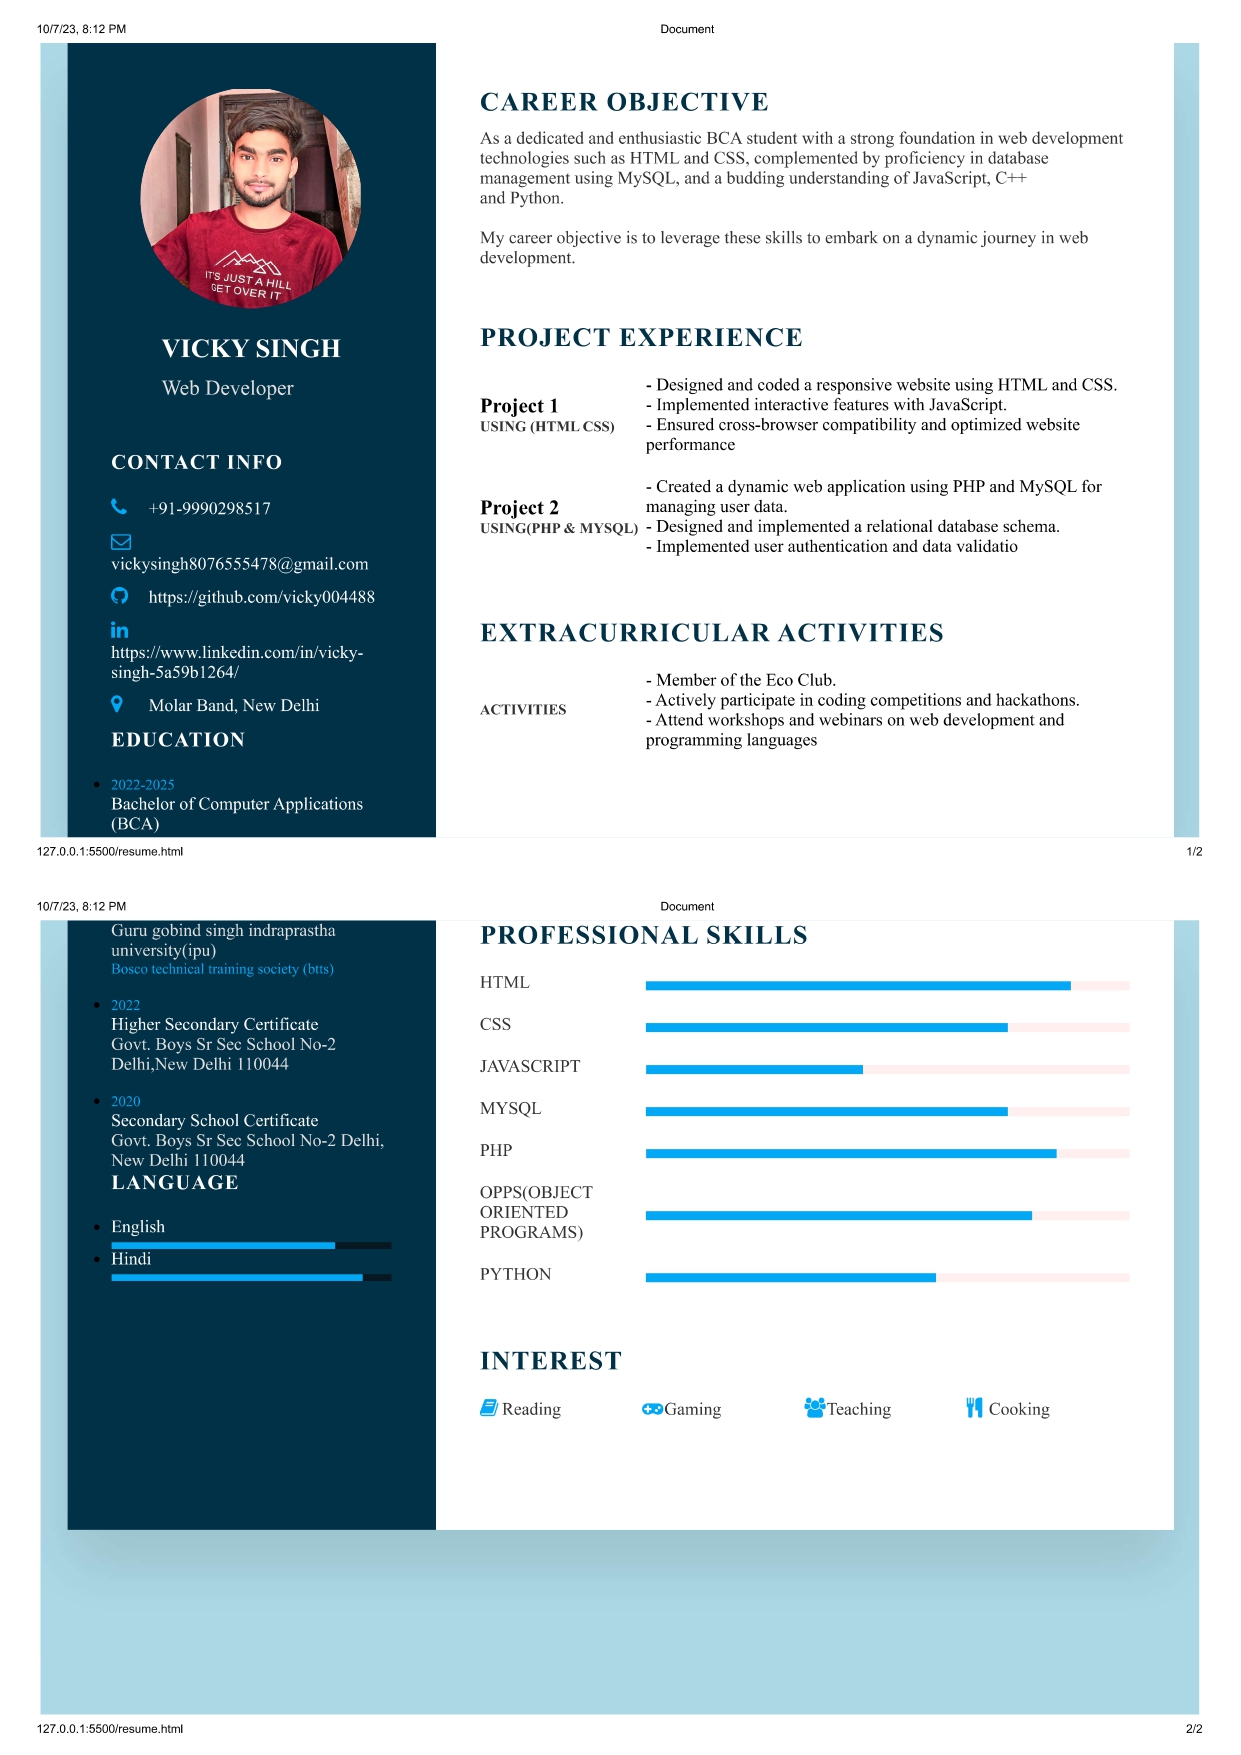 10/7/23, 8:12 PM
Document
IT'S JUST A HILL
GET OVER IT
VICKY SINGH
Web Developer
CONTACT INFO
+91-9990298517
vickysingh8076555478@gmail.com
https://github.com/vicky004488
https://www.linkedin.com/in/vicky-
singh-5a59b1264/
Molar Band, New Delhi
EDUCATION
2022-2025
Bachelor of Computer Applications
(BCA)
CAREER OBJECTIVE
As a dedicated and enthusiastic BCA student with a strong foundation in web development
technologies such as HTML and CSS, complemented by proficiency in database
management using MySQL, and a budding understanding of JavaScript, C++
and Python.
My career objective is to leverage these skills to embark on a dynamic journey in web
development.
PROJECT EXPERIENCE
Project 1
USING (HTML CSS)
- Designed and coded a responsive website using HTML and CSS.
- Implemented interactive features with JavaScript.
- Ensured cross-browser compatibility and optimized website
performance
Project 2
USING(PHP & MYSQL)
- Created a dynamic web application using PHP and MySQL for
managing user data.
- Designed and implemented a relational database schema.
- Implemented user authentication and data validatio
EXTRACURRICULAR ACTIVITIES
ACTIVITIES
- Member of the Eco Club.
- Actively participate in coding competitions and hackathons.
- Attend workshops and webinars on web development and
programming languages
127.0.0.1:5500/resume.html
1/2
10/7/23, 8:12 PM
Document
Guru gobind singh indraprastha
university(ipu)
Bosco technical training society (btts)
2022
Higher Secondary Certificate
Govt. Boys Sr Sec School No-2
Delhi,New Delhi 110044
2020
Secondary School Certificate
Govt. Boys Sr Sec School No-2 Delhi,
New Delhi 110044
LANGUAGE
English
Hindi
PROFESSIONAL SKILLS
HTML
CSS
JAVASCRIPT
MYSQL
PHP
OPPS(OBJECT
ORIENTED
PROGRAMS)
PYTHON
INTEREST
Reading
Gaming
Teaching
Cooking
127.0.0.1:5500/resume.html
2/2